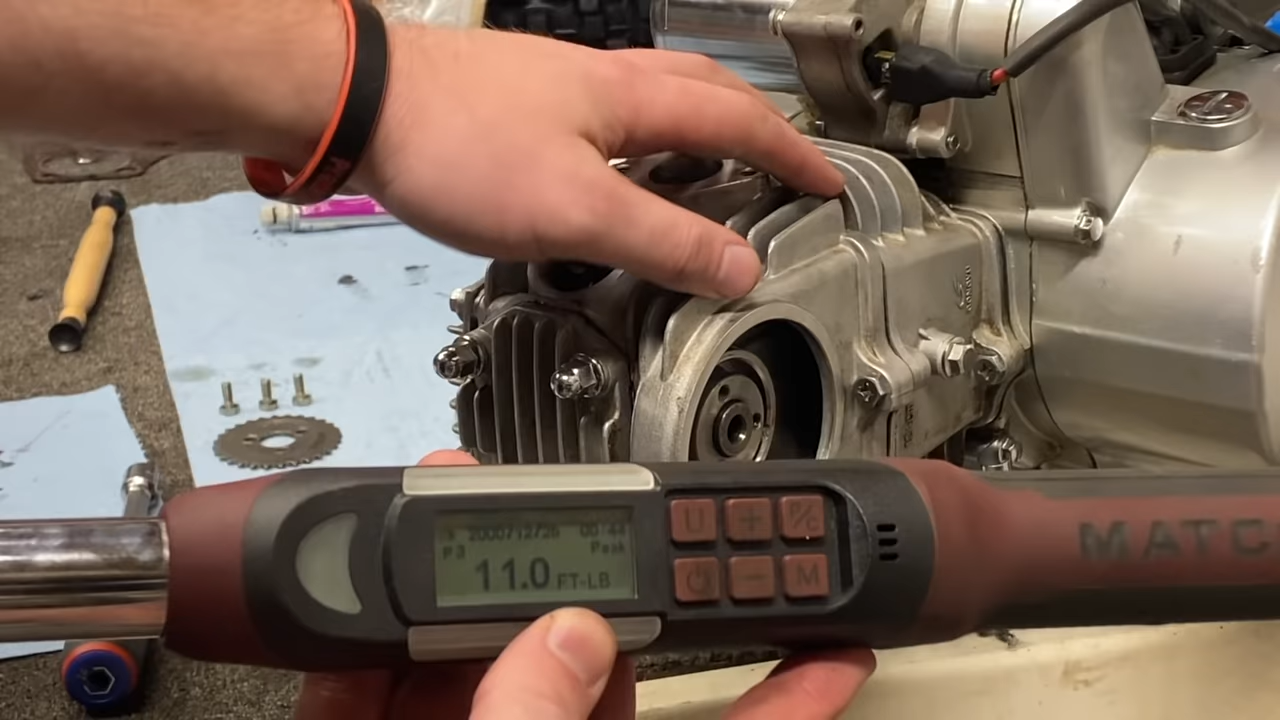 2000/12/26 00:44
P3 Peak
11.0 FT-LB
U + P/C
- M
MATC